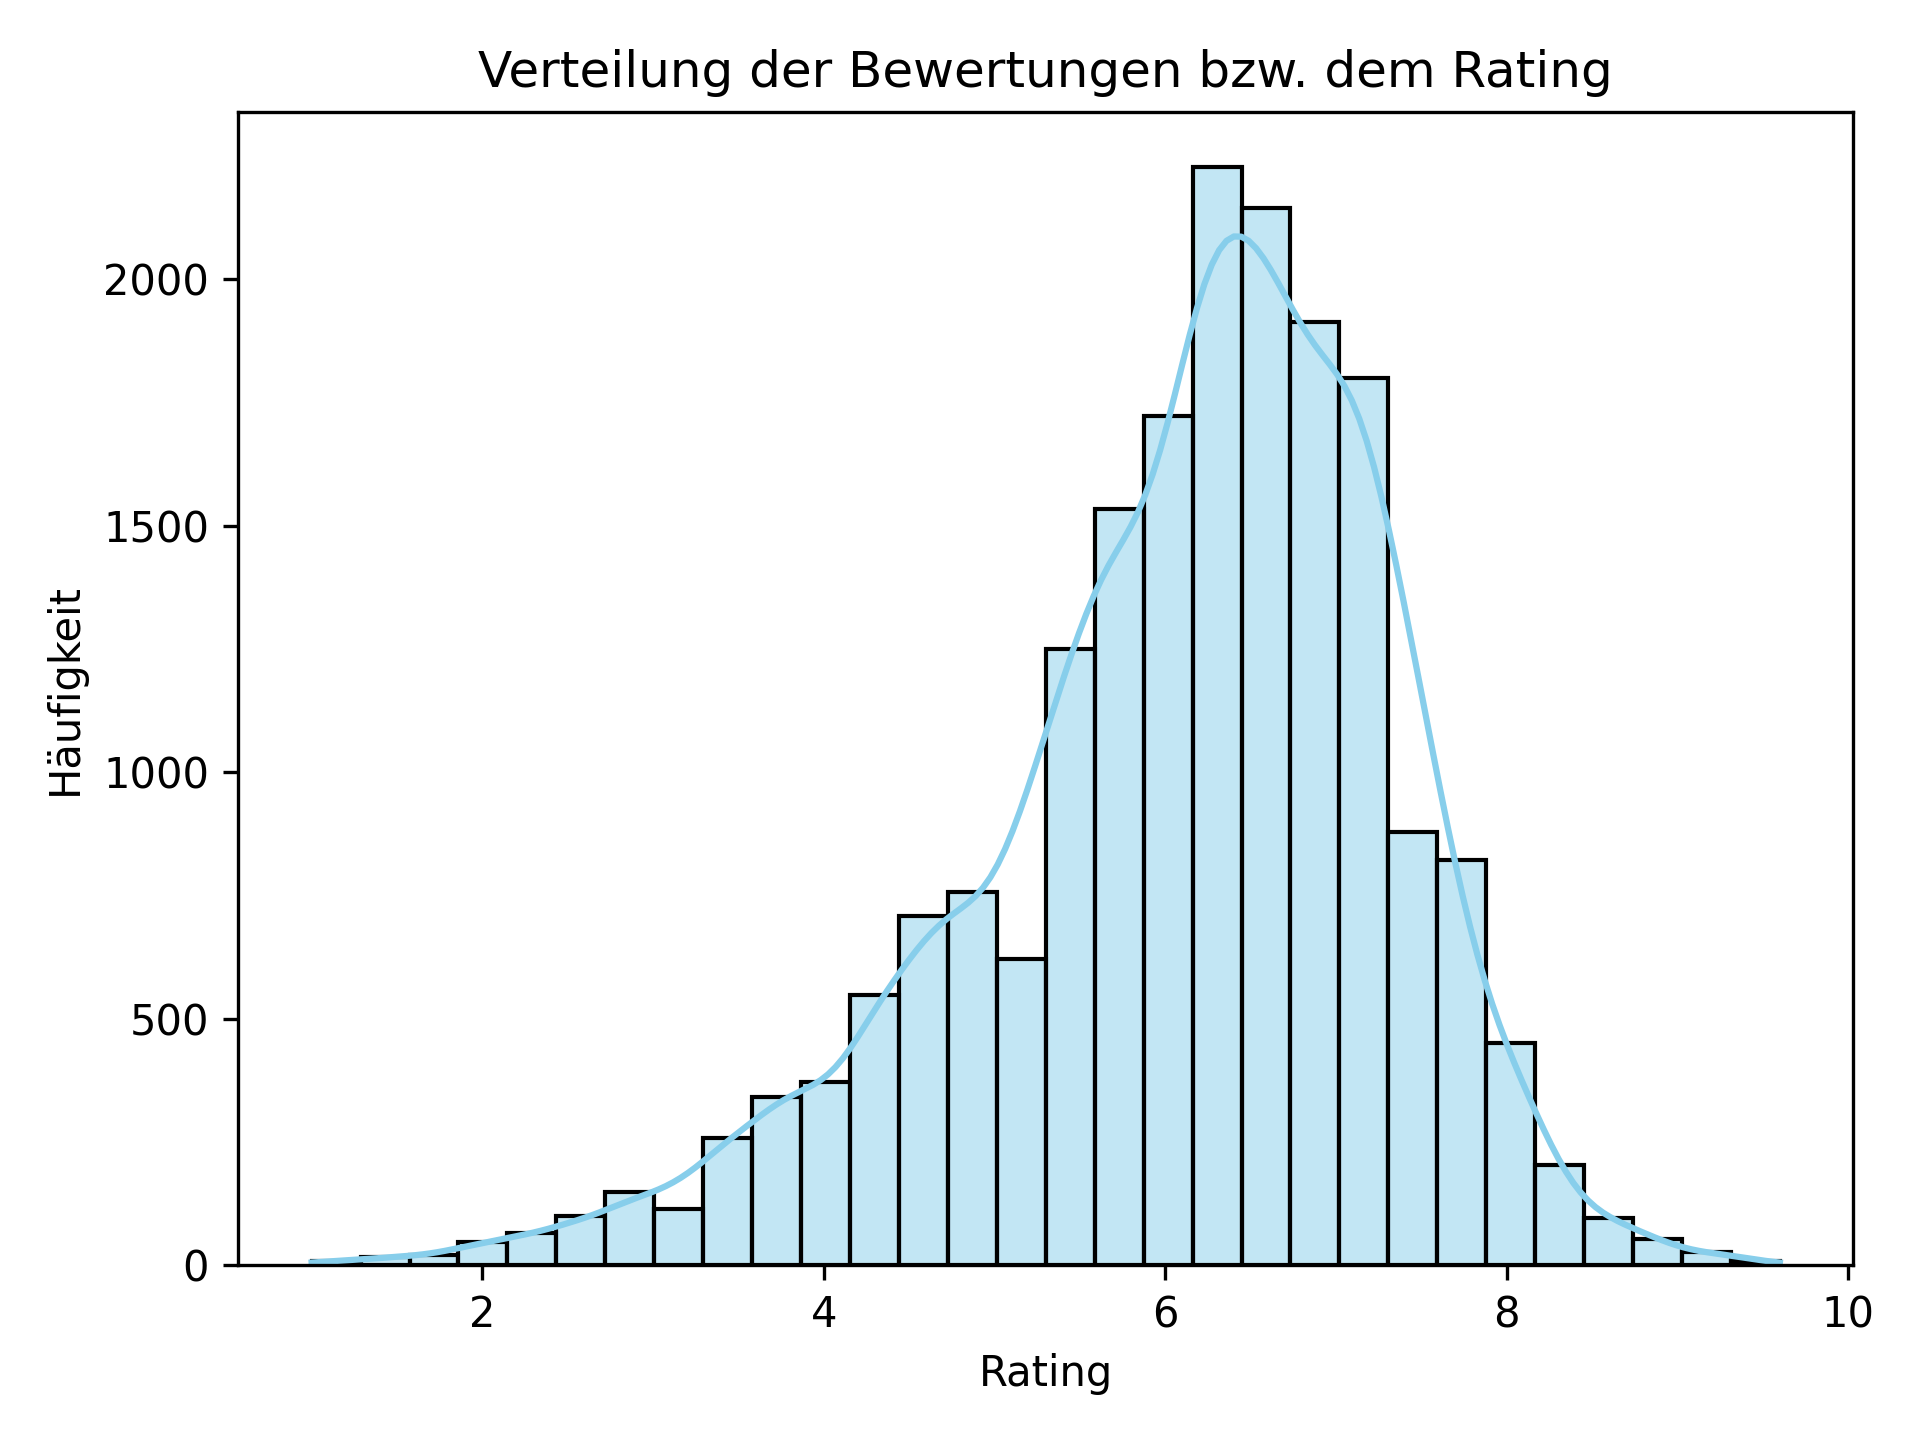 Verteilung der Bewertungen bzw. dem Rating
Häufigkeit
2000
1500
1000
500
0
2 4 6 8 10
Rating